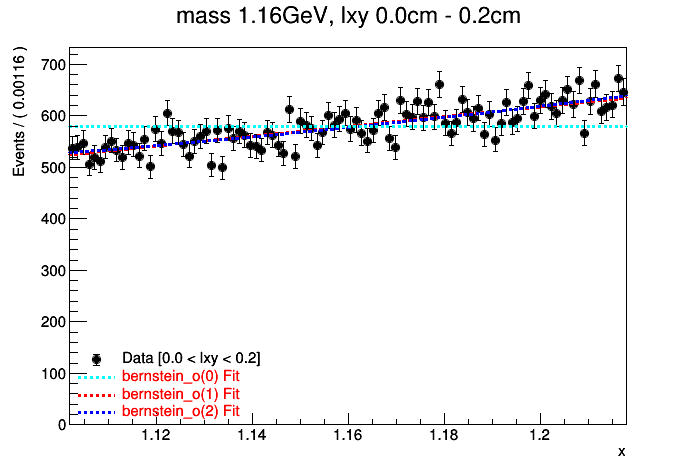 mass 1.16GeV, lxy 0.0cm - 0.2cm
Events / ( 0.00116 )
700
600
500
400
300
200
100
0
Data [0.0 < lxy < 0.2]
bernstein_o(0) Fit
bernstein_o(1) Fit
bernstein_o(2) Fit
1.12 1.14 1.16 1.18 1.2
x